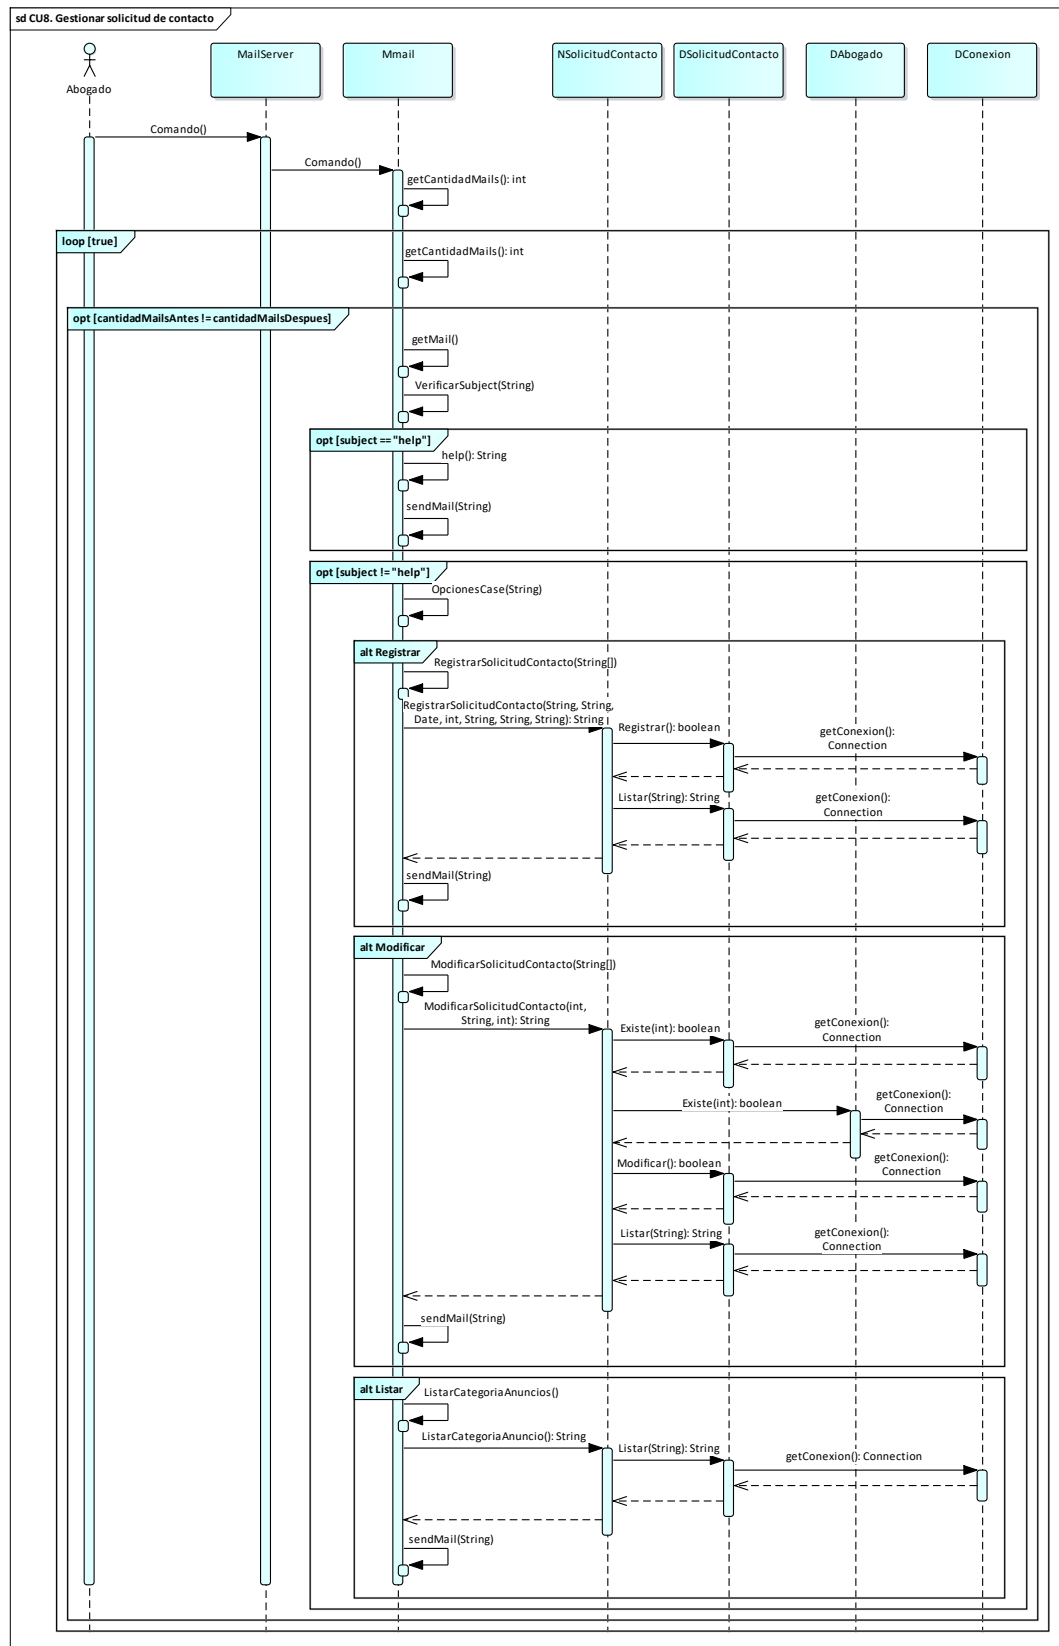 sd CU8. Gestionar solicitud de contacto
Abogado
MailServer
Mmail
NSolicitudContacto
DSolicitudContacto
DAbogado
DConexion
Comando()
Comando()
getCantidadMails(): int
loop [true]
getCantidadMails(): int
opt [cantidadMailsAntes != cantidadMailsDespues]
getMail()
VerificarSubject(String)
opt [subject == "help"]
help(): String
sendMail(String)
opt [subject != "help"]
OpcionesCase(String)
alt Registrar
RegistrarSolicitudContacto(String[])
RegistrarSolicitudContacto(String, String,
Date, int, String, String, String): String
Registrar(): boolean
getConexion():
Connection
Listar(String): String
getConexion():
Connection
sendMail(String)
alt Modificar
ModificarSolicitudContacto(String[])
ModificarSolicitudContacto(int,
String, int): String
Existe(int): boolean
getConexion():
Connection
Existe(int): boolean
getConexion():
Connection
Modificar(): boolean
getConexion():
Connection
Listar(String): String
getConexion():
Connection
sendMail(String)
alt Listar
ListarCategoriaAnuncios()
ListarCategoriaAnuncio(): String
Listar(String): String
getConexion(): Connection
sendMail(String)